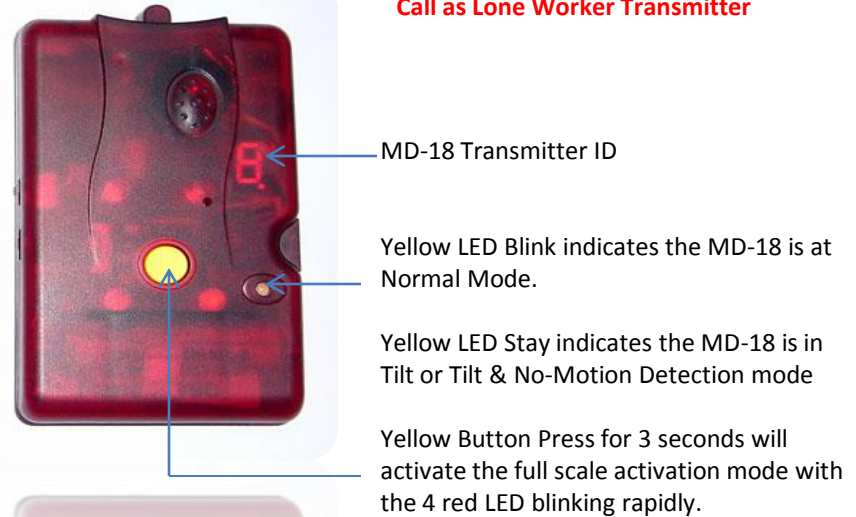 Call as Lone Worker Transmitter
MD-18 Transmitter ID
8.
Yellow LED Blink indicates the MD-18 is at
Normal Mode.
Yellow LED Stay indicates the MD-18 is in
Tilt or Tilt & No-Motion Detection mode
Yellow Button Press for 3 seconds will
activate the full scale activation mode with
the 4 red LED blinking rapidly.